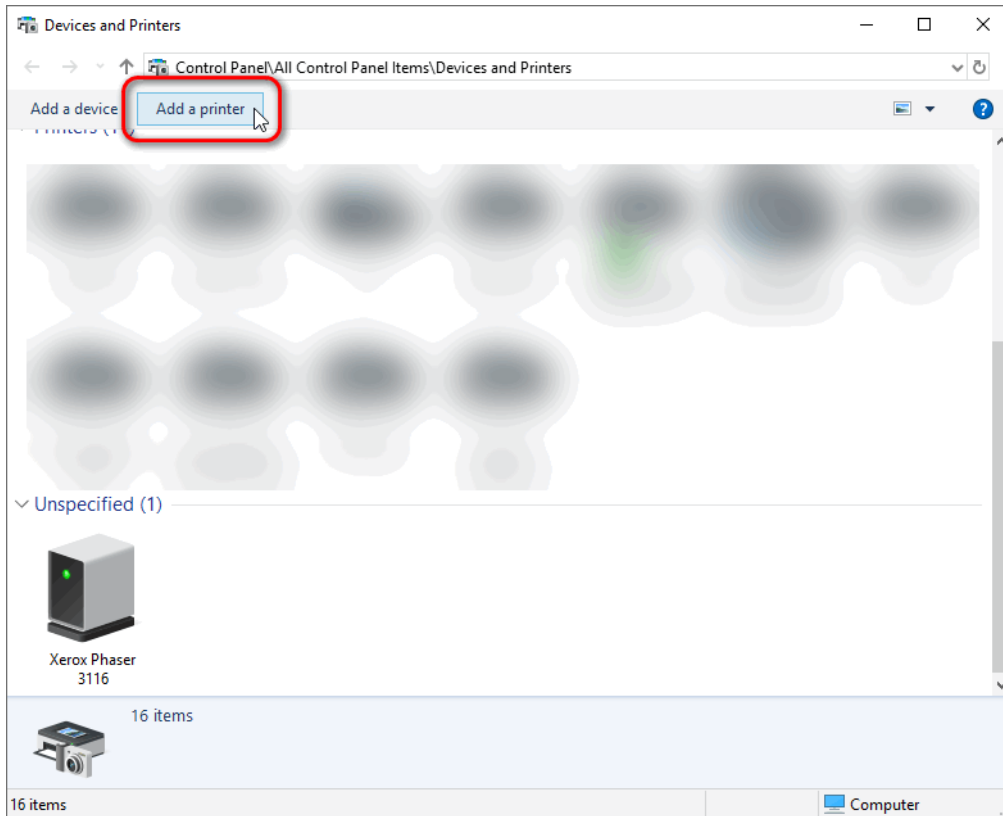 Devices and Printers
Control Panel\All Control Panel Items\Devices and Printers
Add a device
Add a printer
?
Unspecified (1)
Xerox Phaser
3116
16 items
16 items
Computer